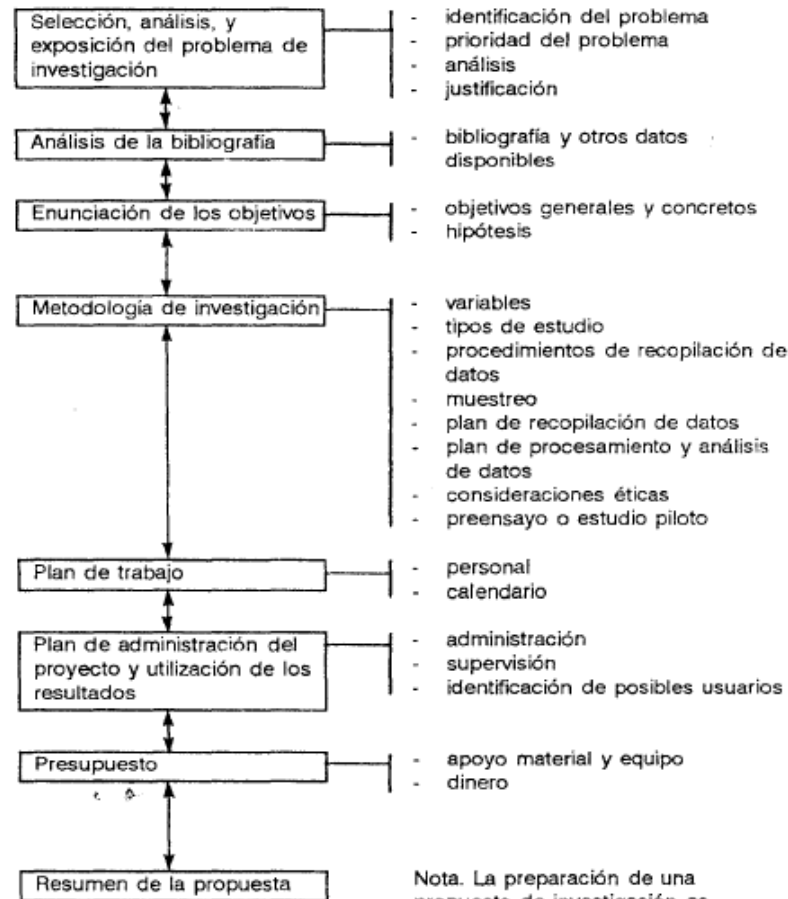 Selección, análisis, y
exposición del problema de
investigación
- identificación del problema
- prioridad del problema
- análisis
- justificación
Análisis de la bibliografía
- bibliografía y otros datos
disponibles
Enunciación de los objetivos
- objetivos generales y concretos
- hipótesis
Metodología de investigación
- variables
- tipos de estudio
- procedimientos de recopilación de
datos
- muestreo
- plan de recopilación de datos
- plan de procesamiento y análisis
de datos
- consideraciones éticas
- preensayo o estudio piloto
Plan de trabajo
- personal
- calendario
Plan de administración del
proyecto y utilización de los
resultados
- administración
- supervisión
- identificación de posibles usuarios
Presupuesto
- apoyo material y equipo
- dinero
Resumen de la propuesta
Nota. La preparación de una
propuesta de investigación